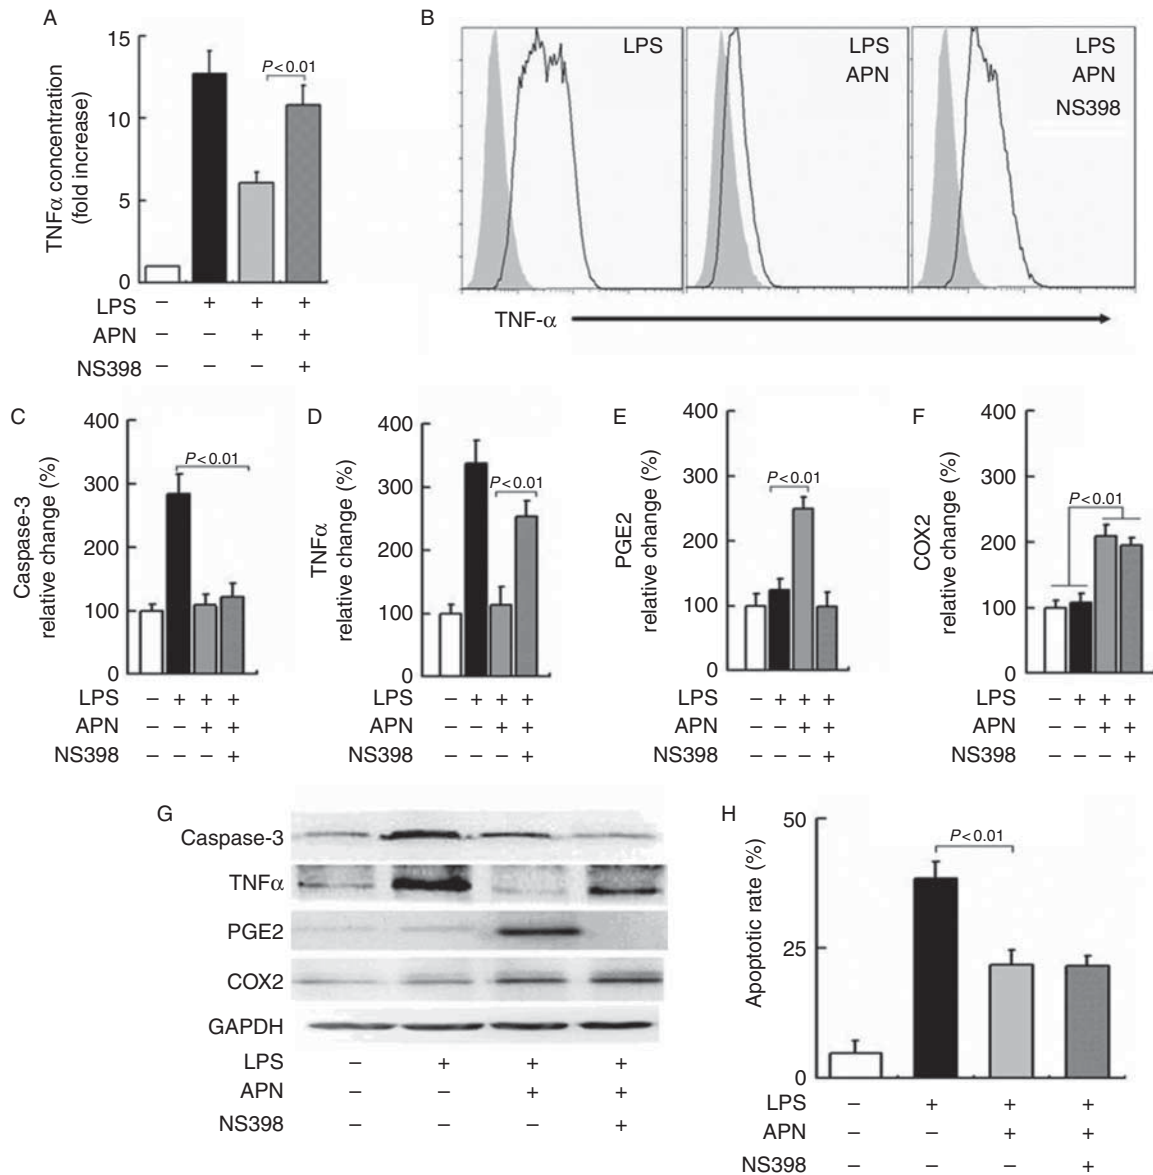 A
TNFα concentration
(fold increase)
15
10
5
0
P<0.01
LPS – + + +
APN – – + +
NS398 – – – +
B
LPS
LPS
APN
LPS
APN
NS398
TNF-α
C
Caspase-3
relative change (%)
400
300
200
100
0
P<0.01
LPS – + + +
APN – – + +
NS398 – – – +
D
TNFα
relative change (%)
400
300
200
100
0
P<0.01
LPS – + + +
APN – – + +
NS398 – – – +
E
PGE2
relative change (%)
400
300
200
100
0
P<0.01
LPS – + + +
APN – – + +
NS398 – – – +
F
COX2
relative change (%)
400
300
200
100
0
P<0.01
LPS – + + +
APN – – + +
NS398 – – – +
G
Caspase-3
TNFα
PGE2
COX2
GAPDH
LPS – + + +
APN – – + +
NS398 – – – +
H
Apoptotic rate (%)
50
25
0
P<0.01
LPS – + + +
APN – – + +
NS398 – – – +